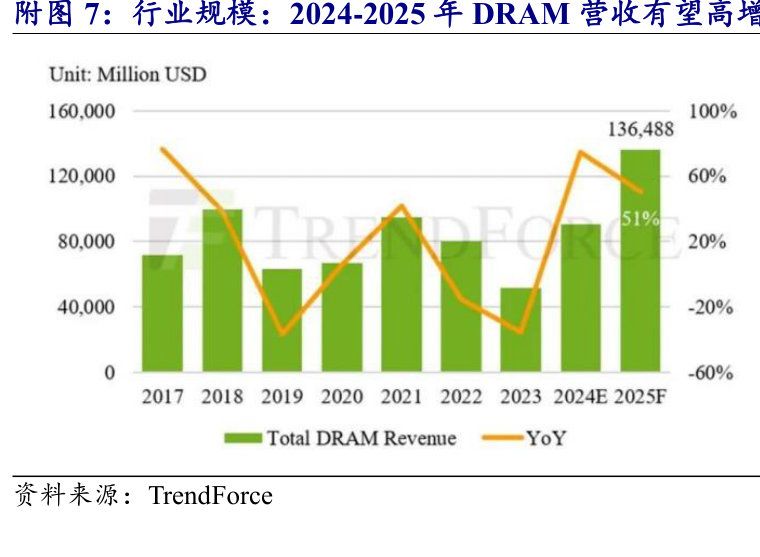 附图 7：行业规模：2024-2025 年 DRAM 营收有望高增
Unit: Million USD
160,000
100%
136,488
120,000
60%
TRENDFORCE
51%
80,000
20%
40,000
-20%
0
-60%
2017 2018 2019 2020 2021 2022 2023 2024E 2025F
Total DRAM Revenue YoY
资料来源：TrendForce